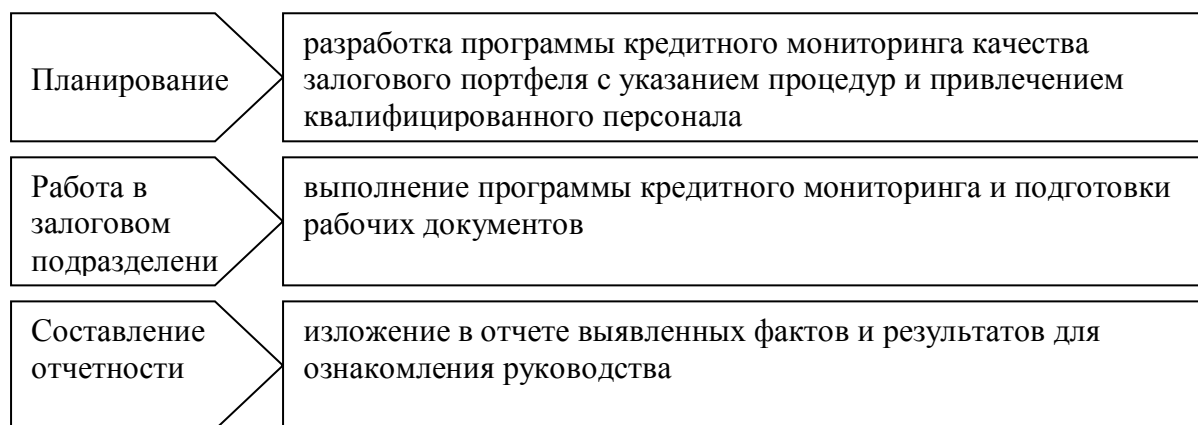 Планирование
разработка программы кредитного мониторинга качества
залогового портфеля с указанием процедур и привлечением
квалифицированного персонала
Работа в
залоговом
подразделени
выполнение программы кредитного мониторинга и подготовки
рабочих документов
Составление
отчетности
изложение в отчете выявленных фактов и результатов для
ознакомления руководства